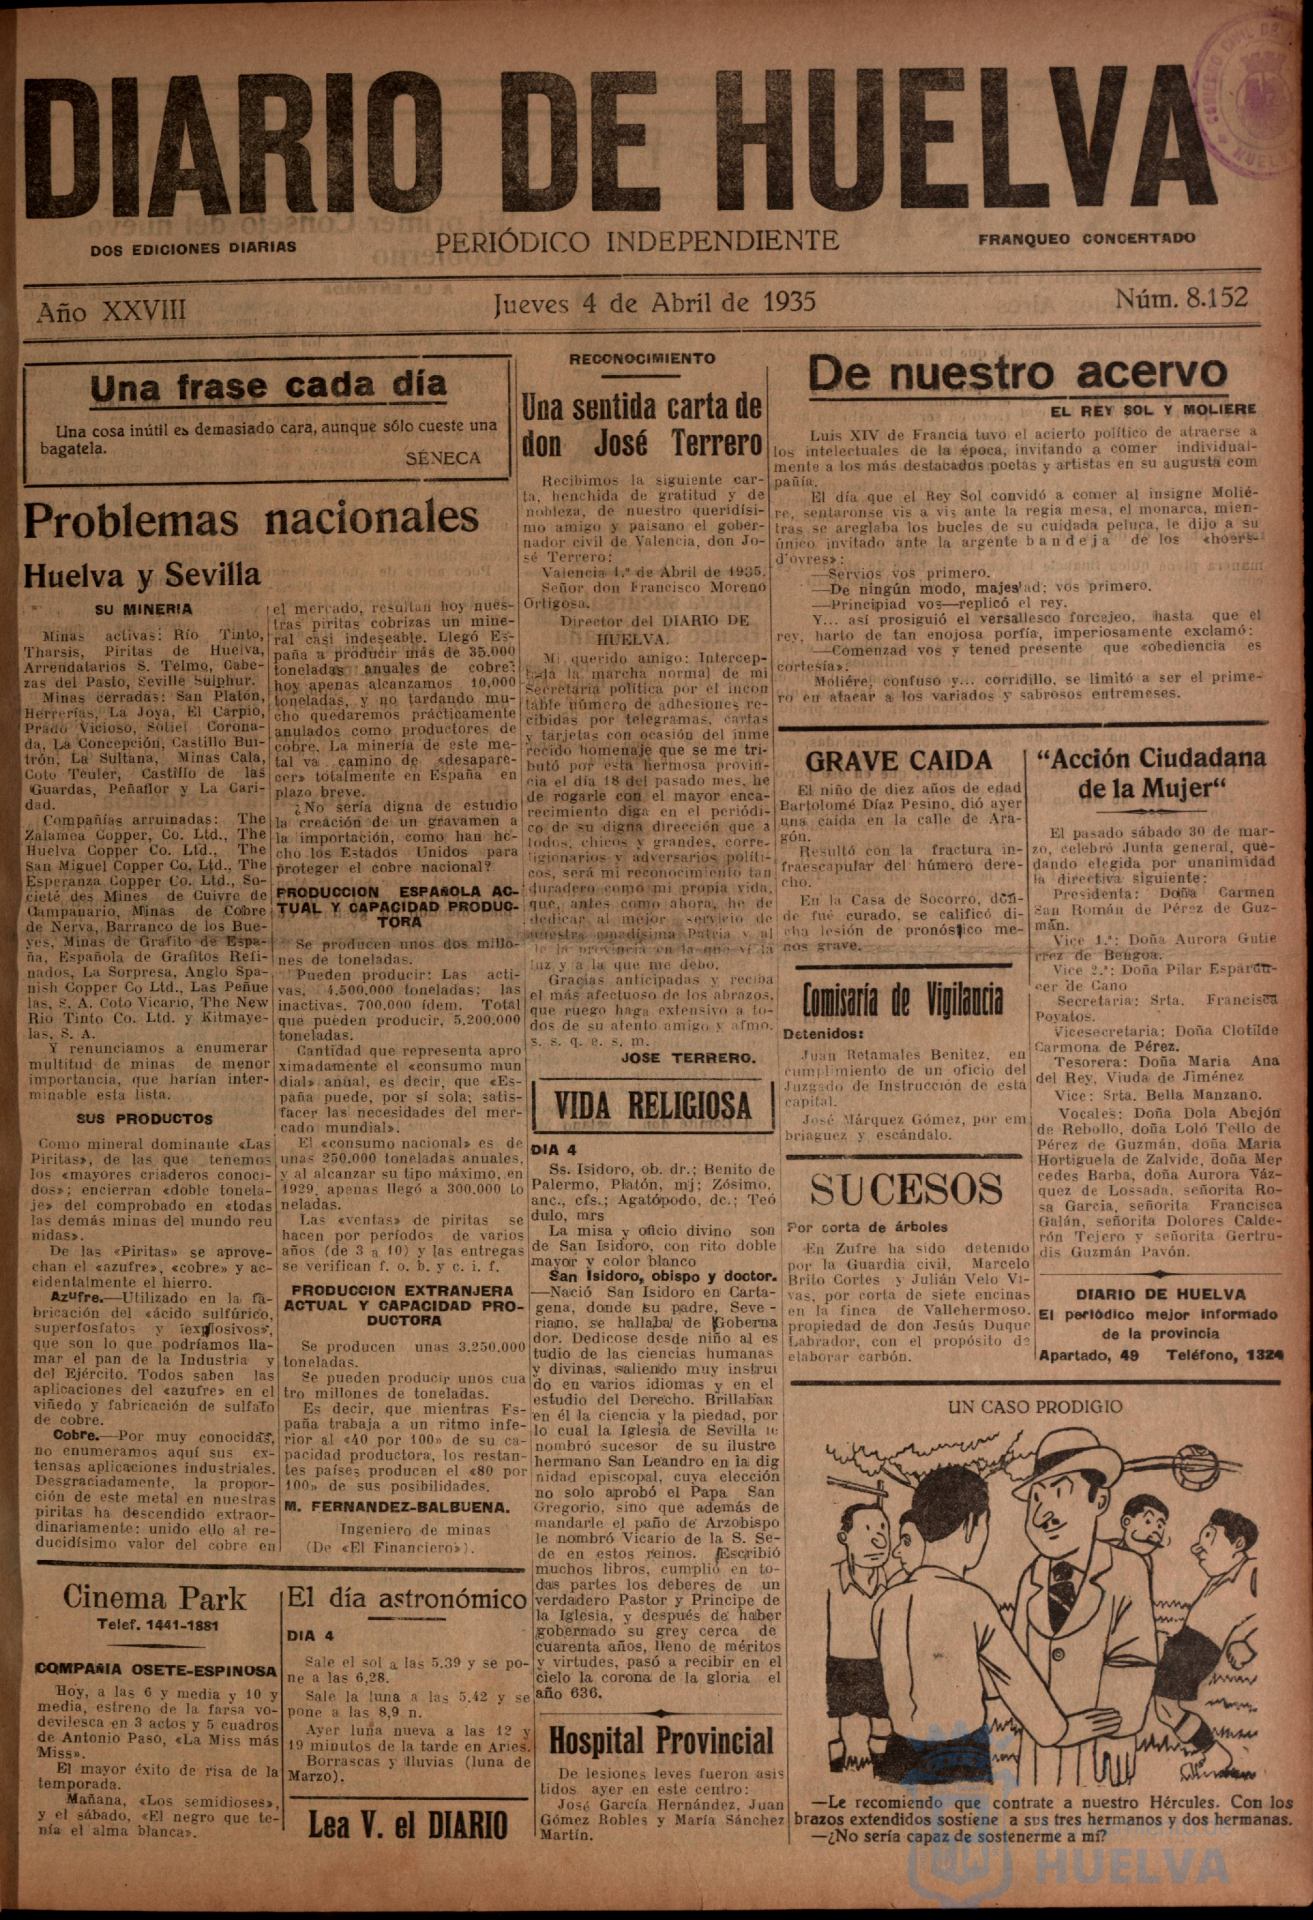 DIARIO DE HUELVA
DOS EDICIONES DIARIAS
PERIÓDICO INDEPENDIENTE
FRANQUEO CONCERTADO
Año XXVIII
Jueves 4 de Abril de 1935
Núm. 8.152
Una frase cada día
Una cosa inútil es demasiado cara, aunque sólo cueste una
bagatela.
SÉNECA
Problemas nacionales
Huelva y Sevilla
SU MINERIA
Minas activas: Río Tinto,
Tharsis, Piritas de Huelva,
Arrendatarios S. Telmo, Cabe-
zas del Pasto, Seville Sulphur.
Minas cerradas: San Platón,
Herrerías, La Joya, El Carpio,
Prado Vicioso, Sotiel Corona-
da, La Concepción, Castillo Bui-
trón, La Sultana, Minas Cala,
Coto Teuler, Castillo de las
Guardas, Peñaflor y La Cari-
dad.
Compañías arruinadas: The
Zalamea Copper, Co. Ltd., The
Huelva Copper Co. Ltd., The
San Miguel Copper Co. Ltd., The
Esperanza Copper Co. Ltd., So-
cieté des Mines de Cuivre de
Campanario, Minas de Cobre
de Nerva, Barranco de los Bue-
yes, Minas de Grafito de Espa-
ña, Española de Grafitos Refi-
nados, La Sorpresa, Anglo Spa-
nish Copper Co Ltd., Las Peñue
las, S. A. Coto Vicario, The New
Rio Tinto Co. Ltd. y Kitmaye-
las, S. A.
Y renunciamos a enumerar
multitud de minas de menor
importancia, que harían inter-
minable esta lista.
SUS PRODUCTOS
Como mineral dominante «Las
Piritas», de las que tenemos
los «mayores criaderos conoci-
dos»; encierran «doble tonela-
je» del comprobado en «todas
las demás minas del mundo reu
nidas».
De las «Piritas» se aprove-
chan el «azufre», «cobre» y ac-
cidentalmente el hierro.
Azufre.—Utilizado en la fa-
bricación del «ácido sulfúrico,
superfosfatos y explosivos»,
que son lo que podríamos lla-
mar el pan de la Industria y
del Ejército. Todos saben las
aplicaciones del «azufre» en el
viñedo y fabricación de sulfato
de cobre.
Cobre.—Por muy conocidas,
no enumeramos aquí sus ex-
tensas aplicaciones industriales.
Desgraciadamente, la propor-
ción de este metal en nuestras
piritas ha descendido extraor-
dinariamente: unido ello al re-
ducidísimo valor del cobre en
el mercado, resultan hoy nues-
tras piritas cobrizas un mine-
ral casi indeseable. Llegó Es-
paña a producir más de 35.000
toneladas anuales de cobre;
hoy apenas alcanzamos 10,000
toneladas, y no tardando mu-
cho quedaremos prácticamente
anulados como productores de
cobre. La minería de este me-
tal va camino de «desapare-
cer» totalmente en España en
plazo breve.
¿No sería digna de estudio
la creación de un gravamen a
la importación, como han he-
cho los Estados Unidos para
proteger el cobre nacional?
PRODUCCION ESPAÑOLA AC-
TUAL Y CAPACIDAD PRODUC-
TORA
Se producen unos dos millo-
nes de toneladas.
Pueden producir: Las acti-
vas, 4.500.000 toneladas; las
inactivas, 700.000 ídem. Total
que pueden producir, 5.200.000
toneladas.
Cantidad que representa apro
ximadamente el «consumo mun
dial» anual, es decir, que «Es-
paña puede, por sí sola; satis-
facer las necesidades del mer-
cado mundial».
El «consumo nacional» es de
unas 250.000 toneladas anuales,
y al alcanzar su tipo máximo, en
1929, apenas llegó a 300.000 to
neladas.
Las «ventas» de piritas se
hacen por períodos de varios
años (de 3 a 10) y las entregas
se verifican f. o. b. y c. i. f.
PRODUCCION EXTRANJERA
ACTUAL Y CAPACIDAD PRO-
DUCTORA
Se producen unas 3.250.000
toneladas.
Se pueden producir unos cua
tro millones de toneladas.
Es decir, que mientras Es-
paña trabaja a un ritmo infe-
rior al «40 por 100» de su ca-
pacidad productora, los restan-
tes países producen el «80 por
100» de sus posibilidades.
M. FERNANDEZ-BALBUENA.
Ingeniero de minas
(De «El Financiero»).
Cinema Park
Telef. 1441-1881
COMPAÑIA OSETE-ESPINOSA
Hoy, a las 6 y media y 10 y
media, estreno de la farsa vo-
devilesca en 3 actos y 5 cuadros
de Antonio Paso, «La Miss más
Miss».
El mayor éxito de risa de la
temporada.
Mañana, «Los semidioses»,
y el sábado, «El negro que te-
nía el alma blanca».
El día astronómico
DIA 4
Sale el sol a las 5.39 y se po-
ne a las 6,28.
Sale la luna a las 5.42 y se
pone a las 8,9 n.
Ayer luna nueva a las 12 y
19 minutos de la tarde en Aries.
Borrascas y lluvias (luna de
Marzo).
Lea V. el DIARIO
RECONOCIMIENTO
Una sentida carta de
don José Terrero
Recibimos la siguiente car-
ta, henchida de gratitud y de
nobleza, de nuestro queridísi-
mo amigo y paisano el gober-
nador civil de Valencia, don Jo-
sé Terrero:
Valencia 1.º de Abril de 1935.
Señor don Francisco Moreno
Ortigosa.
Director del DIARIO DE
HUELVA.
Mi querido amigo: Intercep-
tada la marcha normal de mi
Secretaría política por el incon
table número de adhesiones re-
cibidas por telegramas, cartas
y tarjetas con ocasión del inme
recido homenaje que se me tri-
butó por esta hermosa provin-
cia el día 18 del pasado mes, he
de rogarle con el mayor enca-
recimiento diga en el periódi-
co de su digna dirección que a
todos, chicos y grandes, corre-
ligionarios y adversarios políti-
cos, será mi reconocimiento tan
duradero como mi propia vida,
que, antes como ahora, he de
dedicar al mejor servicio de
nuestra amadísima Patria y al
de la provincia en la que ví la
luz y a la que me debo.
Gracias anticipadas y reciba
el más afectuoso de los abrazos,
que ruego haga extensivo a to-
dos de su atento amigo y afmo.
s. s. q. e. s. m.
JOSE TERRERO.
VIDA RELIGIOSA
DIA 4
Ss. Isidoro, ob. dr.; Benito de
Palermo, Platón, mj; Zósimo,
anc., cfs.; Agatópodo, dc.; Teó
dulo, mrs
La misa y oficio divino son
de San Isidoro, con rito doble
mayor y color blanco
San Isidoro, obispo y doctor.
—Nació San Isidoro en Carta-
gena, donde su padre, Seve-
riano, se hallaba de Goberna
dor. Dedicose desde niño al es
tudio de las ciencias humanas
y divinas, saliendo muy instrui
do en varios idiomas y en el
estudio del Derecho. Brillaban
en él la ciencia y la piedad, por
lo cual la Iglesia de Sevilla le
nombró sucesor de su ilustre
hermano San Leandro en la dig
nidad episcopal, cuya elección
no solo aprobó el Papa San
Gregorio, sino que además de
mandarle el paño de Arzobispo
le nombró Vicario de la S. Se-
de en estos reinos. Escribió
muchos libros, cumplió en to-
das partes los deberes de un
verdadero Pastor y Principe de
la Iglesia, y después de haber
gobernado su grey cerca de
cuarenta años, lleno de méritos
y virtudes, pasó a recibir en el
cielo la corona de la gloria el
año 636.
Hospital Provincial
De lesiones leves fueron asis
tidos ayer en este centro:
José García Hernández, Juan
Gómez Robles y María Sánchez
Martín.
De nuestro acervo
EL REY SOL Y MOLIERE
Luis XIV de Francia tuvo el acierto político de atraerse a
los intelectuales de la época, invitando a comer individual-
mente a los más destacados poetas y artistas en su augusta com
pañía.
El día que el Rey Sol convidó a comer al insigne Molié-
re, sentaronse vis a vis ante la regia mesa, el monarca, mien-
tras se areglaba los bucles de su cuidada peluca, le dijo a su
único invitado ante la argente bandeja de los «hoers-
d'ovres»:
—Servios vos primero.
—De ningún modo, majestad; vos primero.
—Principiad vos—replicó el rey.
Y... así prosiguió el versallesco forcejeo, hasta que el
rey, harto de tan enojosa porfía, imperiosamente exclamó:
—Comenzad vos y tened presente que «obediencia es
cortesía».
Moliére, confuso y... corridillo, se limitó a ser el prime-
ro en atacar a los variados y sabrosos entremeses.
GRAVE CAIDA
El niño de diez años de edad
Bartolomé Díaz Pesino, dió ayer
una caída en la calle de Ara-
gón.
Resultó con la fractura in-
fraescapular del húmero dere-
cho.
En la Casa de Socorro, dón-
de fué curado, se calificó di-
cha lesión de pronóstico me-
nos grave.
Comisaría de Vigilancia
Detenidos:
Juan Retamales Benitez, en
cumplimiento de un oficio del
Juzgado de Instrucción de esta
capital.
José Márquez Gómez, por em
briaguez y escándalo.
SUCESOS
Por corta de árboles
En Zufre ha sido detenido
por la Guardia civil, Marcelo
Brito Cortés y Julián Velo Vi-
vas, por corta de siete encinas
en la finca de Vallehermoso,
propiedad de don Jesús Duque
Labrador, con el propósito de
elaborar carbón.
"Acción Ciudadana
de la Mujer"
El pasado sábado 30 de mar-
zo, celebró Junta general, que-
dando elegida por unanimidad
la directiva siguiente:
Presidenta: Doña Carmen
San Román de Pérez de Guz-
mán.
Vice 1.ª: Doña Aurora Gutie
rrez de Bengoa.
Vice 2.ª: Doña Pilar Espardu-
cer de Cano
Secretaria: Srta. Francisca
Poyatos.
Vicesecretaria: Doña Clotilde
Carmona de Pérez.
Tesorera: Doña Maria Ana
del Rey, Viuda de Jiménez
Vice: Srta. Bella Manzano.
Vocales: Doña Dola Abejón
de Rebollo, doña Loló Tello de
Pérez de Guzmán, doña Maria
Hortiguela de Zalvide, doña Mer
cedes Barba, doña Aurora Váz-
quez de Lossada, señorita Ro-
sa Garcia, señorita Francisca
Galán, señorita Dolores Calde-
rón Tejero y señorita Gertru-
dis Guzmán Pavón.
DIARIO DE HUELVA
El periódico mejor informado
de la provincia
Apartado, 49 Teléfono, 1324
UN CASO PRODIGIO
—Le recomiendo que contrate a nuestro Hércules. Con los
brazos extendidos sostiene a sus tres hermanos y dos hermanas.
—¿No sería capaz de sostenerme a mí?
HUELVA